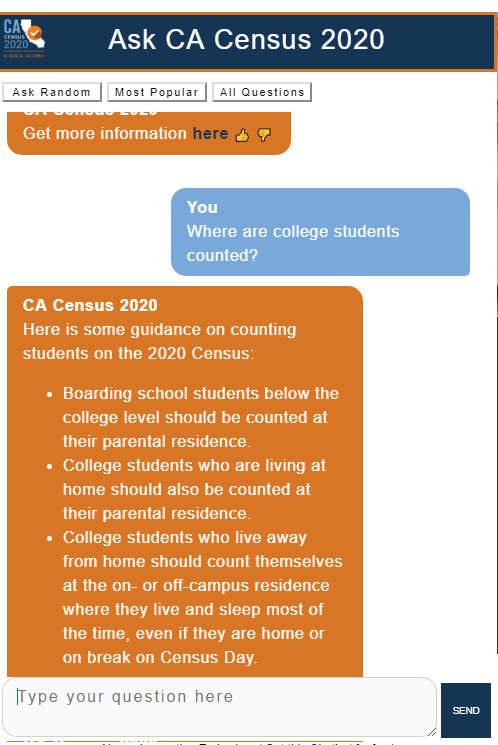 CA
CENSUS
2020
Ask CA Census 2020
Ask Random
Most Popular
All Questions
CA Census 2020
Get more information here
You
Where are college students
counted?
CA Census 2020
Here is some guidance on counting
students on the 2020 Census:
• Boarding school students below the
college level should be counted at
their parental residence.
• College students who are living at
home should also be counted at
their parental residence.
• College students who live away
from home should count themselves
at the on- or off-campus residence
where they live and sleep most of
the time, even if they are home or
on break on Census Day.
Type your question here
SEND